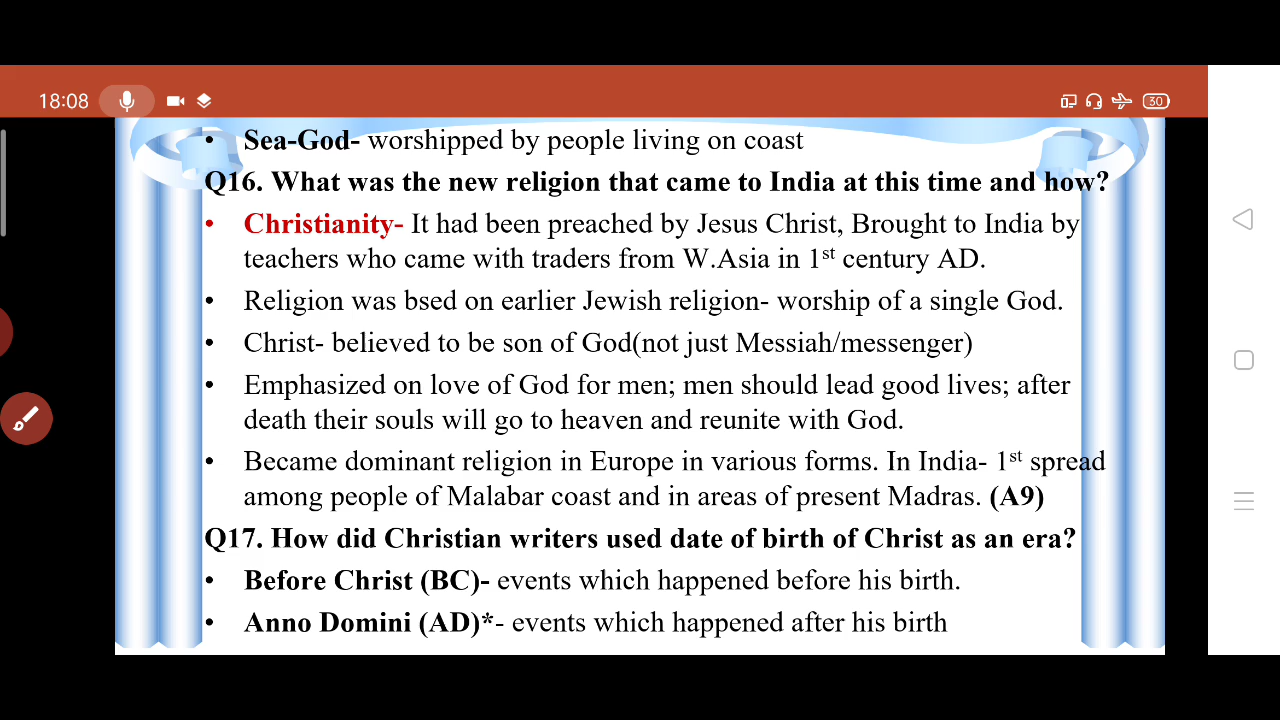 18:08
30
• Sea-God- worshipped by people living on coast
Q16. What was the new religion that came to India at this time and how?
• Christianity- It had been preached by Jesus Christ, Brought to India by
teachers who came with traders from W.Asia in 1st century AD.
• Religion was bsed on earlier Jewish religion- worship of a single God.
• Christ- believed to be son of God(not just Messiah/messenger)
• Emphasized on love of God for men; men should lead good lives; after
death their souls will go to heaven and reunite with God.
• Became dominant religion in Europe in various forms. In India- 1st spread
among people of Malabar coast and in areas of present Madras. (A9)
Q17. How did Christian writers used date of birth of Christ as an era?
• Before Christ (BC)- events which happened before his birth.
• Anno Domini (AD)*- events which happened after his birth